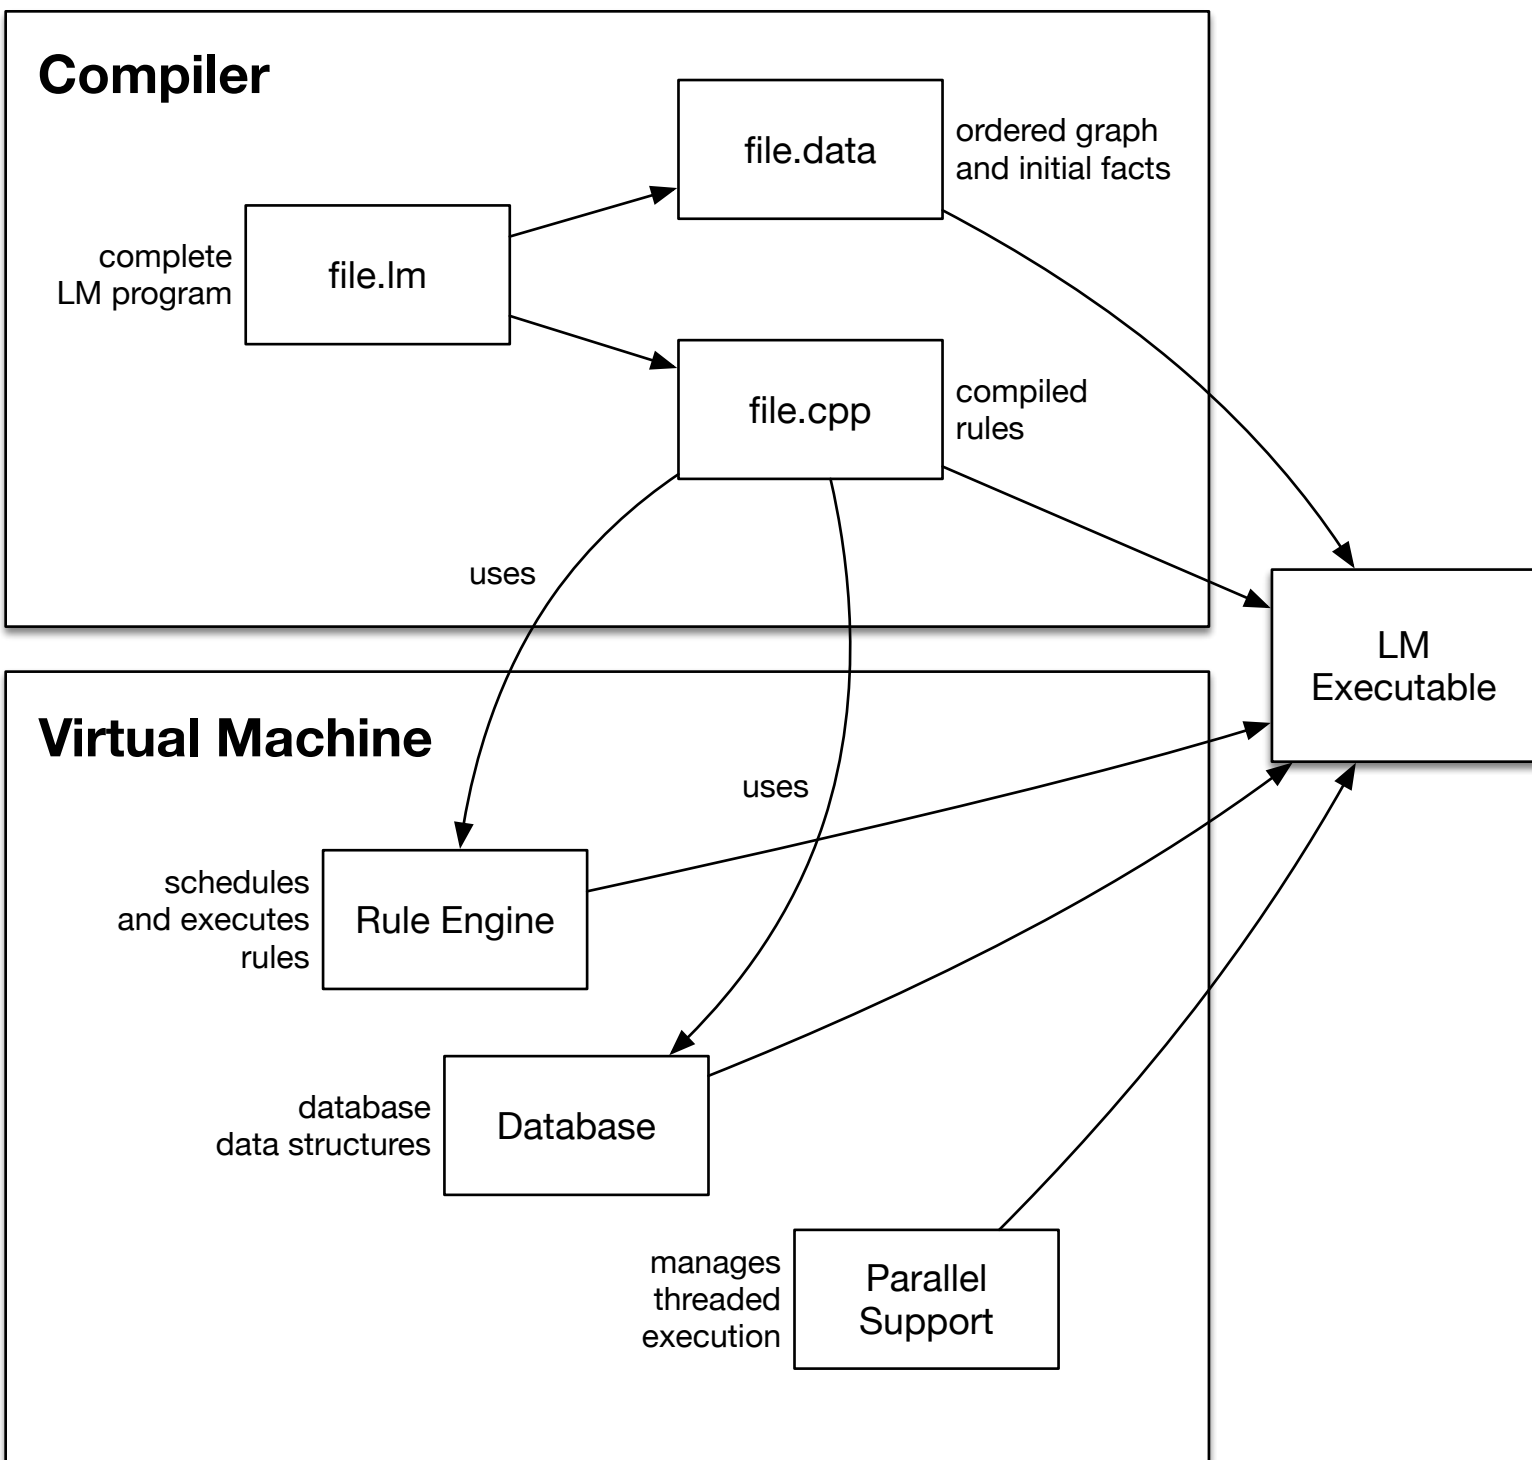 Compiler
file.data
ordered graph
and initial facts
complete
LM program
file.lm
file.cpp
compiled
rules
uses
LM
Executable
Virtual Machine
uses
schedules
and executes
rules
Rule Engine
database
data structures
Database
manages
threaded
execution
Parallel
Support